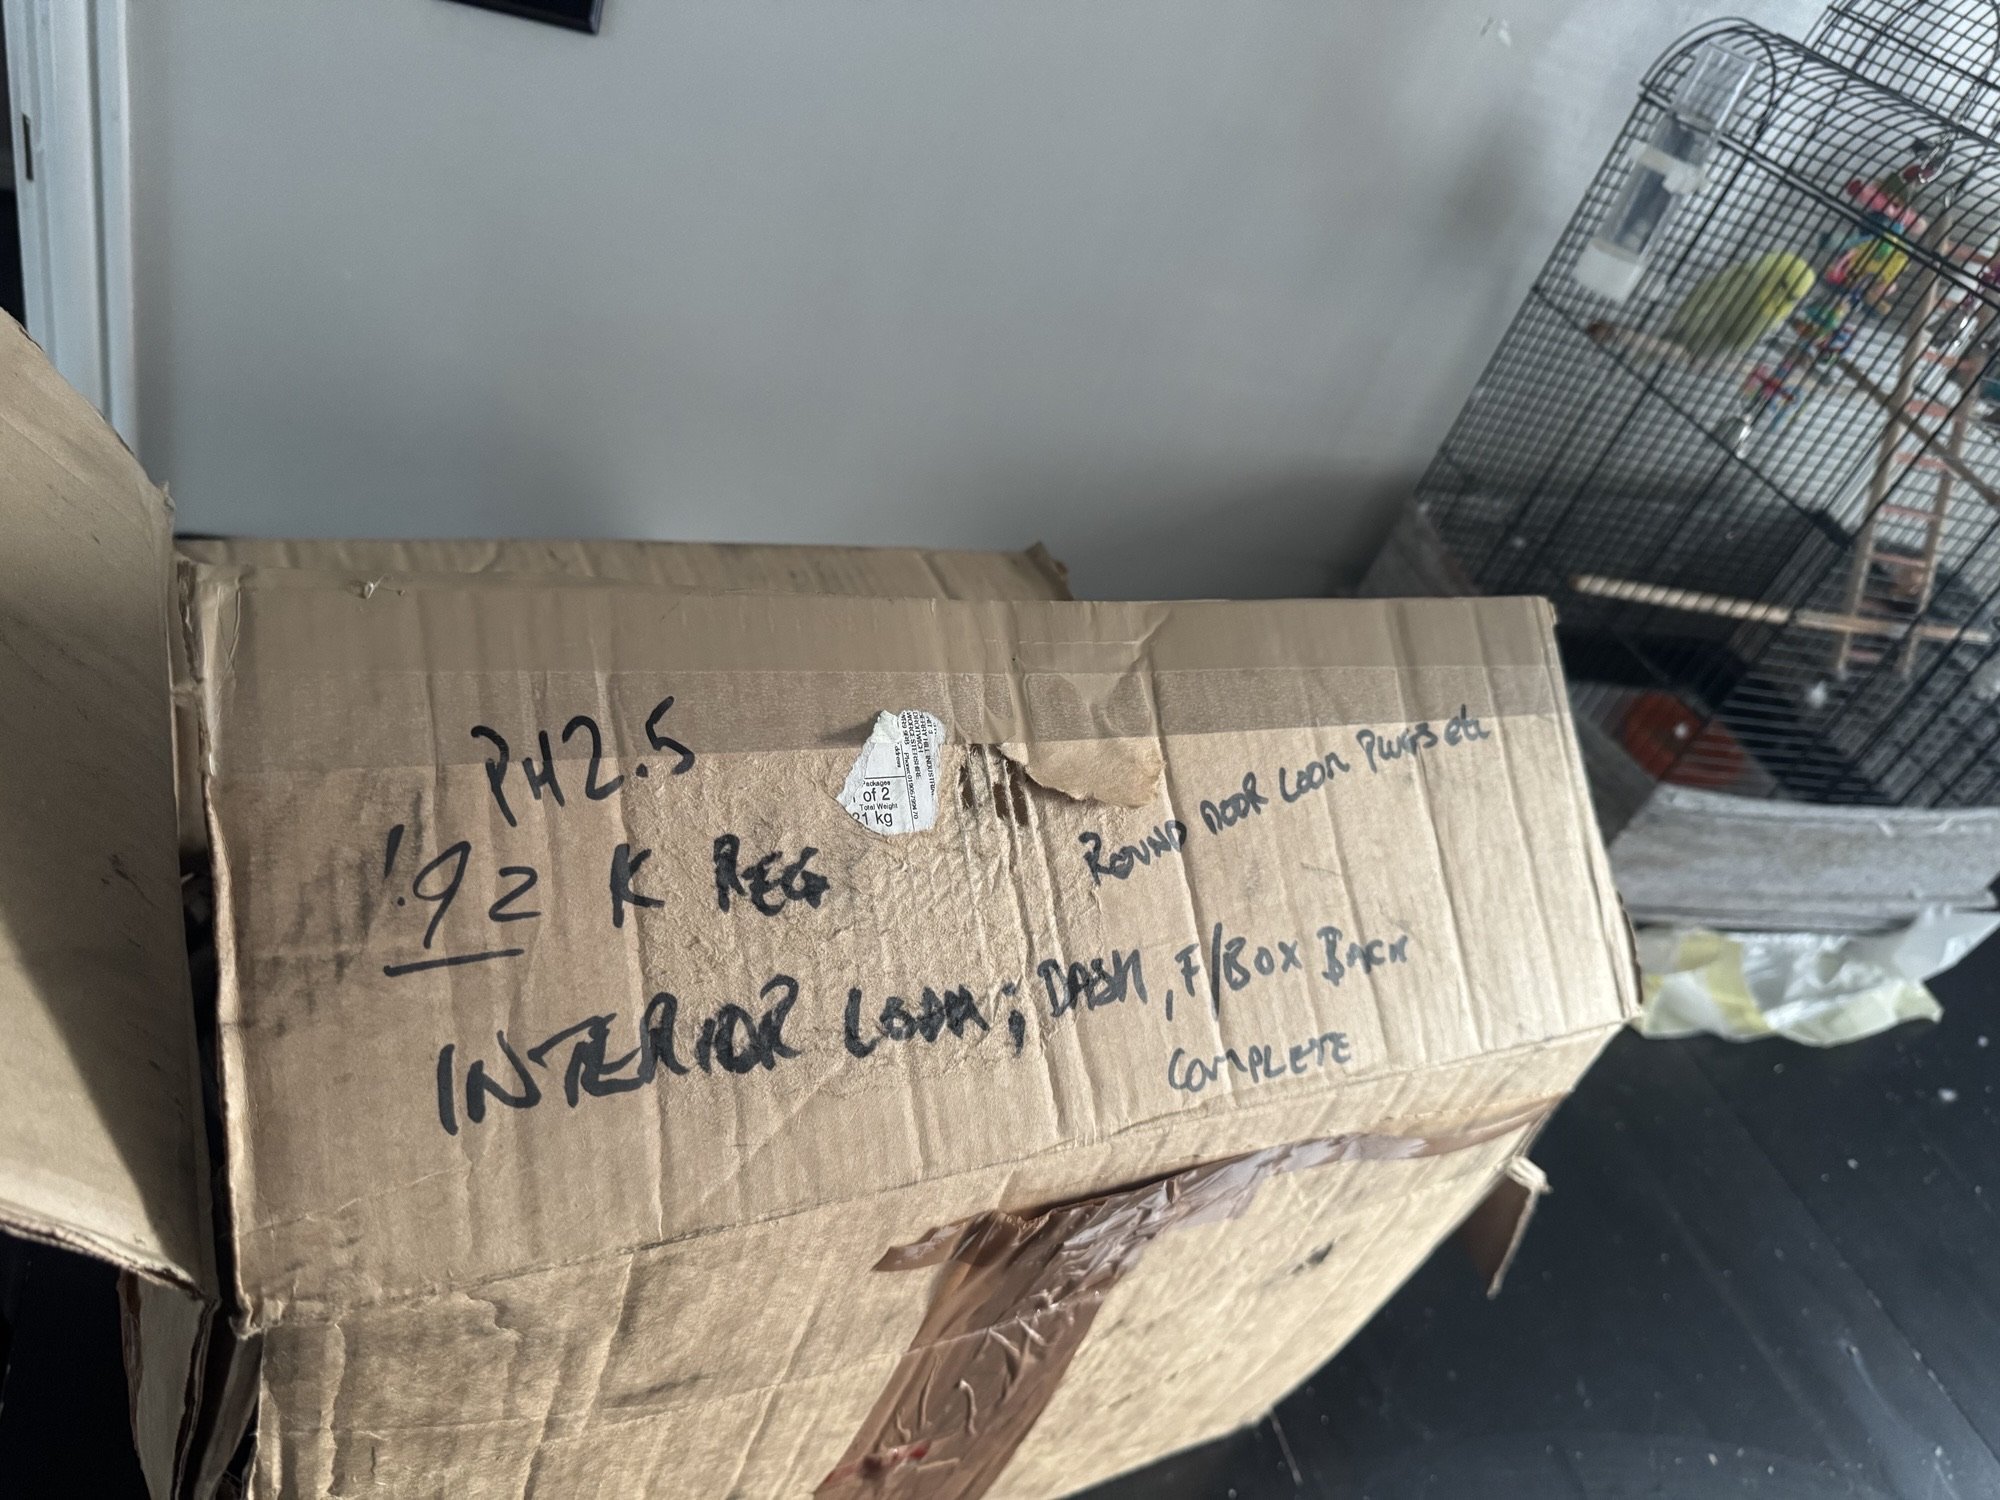 PH2.5
'92 K REG
INTERIOR LOOM; DASH, F/BOX BACK
COMPLETE
ROUND DOOR LOOM PLUGS etc
of 2
Total Weight
21 kg